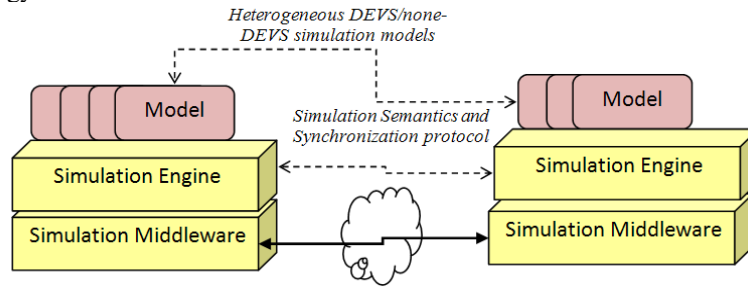 gy
Heterogeneous DEVS/none-
DEVS simulation models
Model
Model
Simulation Semantics and
Synchronization protocol
Simulation Engine
Simulation Engine
Simulation Middleware
Simulation Middleware